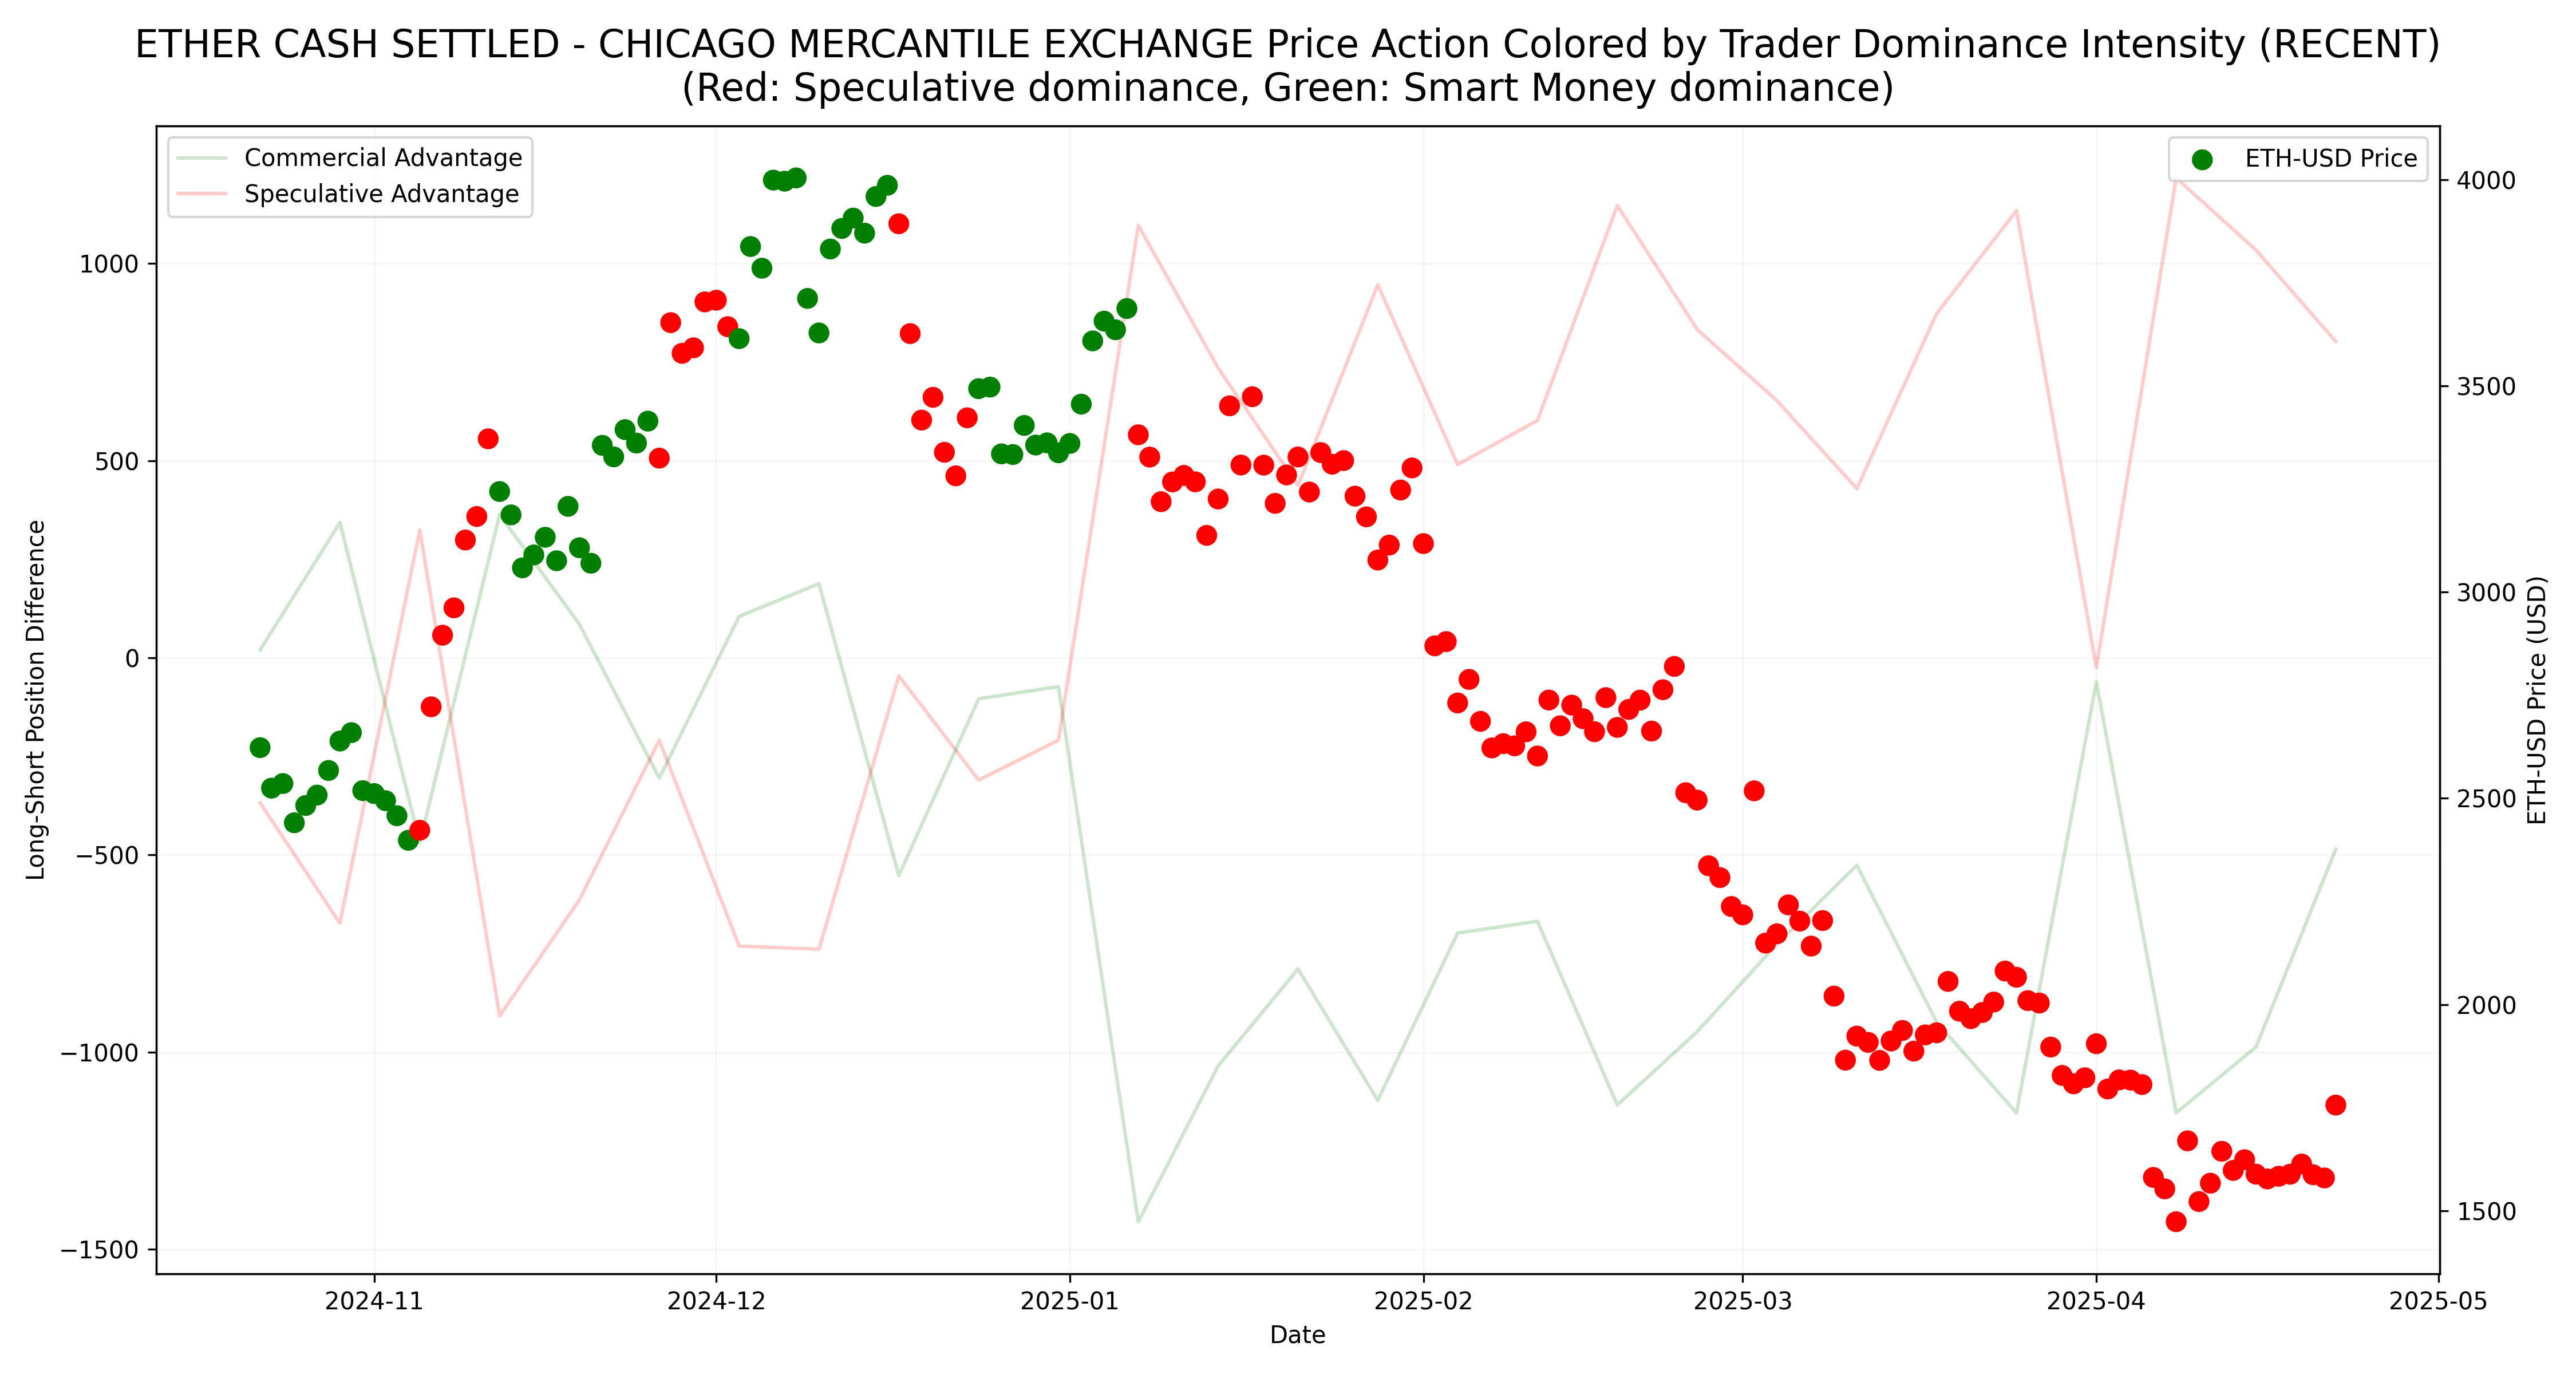 ETHER CASH SETTLED - CHICAGO MERCANTILE EXCHANGE Price Action Colored by Trader Dominance Intensity (RECENT)
(Red: Speculative dominance, Green: Smart Money dominance)
Commercial Advantage
Speculative Advantage
ETH-USD Price
1000
500
0
−500
−1000
−1500
Long-Short Position Difference
4000
3500
3000
2500
2000
1500
ETH-USD Price (USD)
2024-11
2024-12
2025-01
2025-02
2025-03
2025-04
2025-05
Date